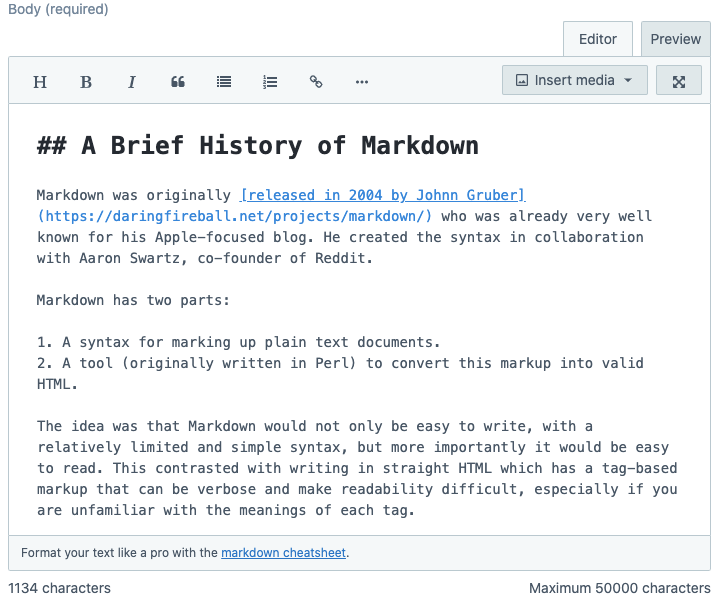 Body (required)
Editor
Preview
H B I
Insert media
## A Brief History of Markdown
Markdown was originally [released in 2004 by Johnn Gruber]
(https://daringfireball.net/projects/markdown/) who was already very well
known for his Apple-focused blog. He created the syntax in collaboration
with Aaron Swartz, co-founder of Reddit.
Markdown has two parts:
1. A syntax for marking up plain text documents.
2. A tool (originally written in Perl) to convert this markup into valid
HTML.
The idea was that Markdown would not only be easy to write, with a
relatively limited and simple syntax, but more importantly it would be easy
to read. This contrasted with writing in straight HTML which has a tag-based
markup that can be verbose and make readability difficult, especially if you
are unfamiliar with the meanings of each tag.
Format your text like a pro with the markdown cheatsheet.
1134 characters
Maximum 50000 characters